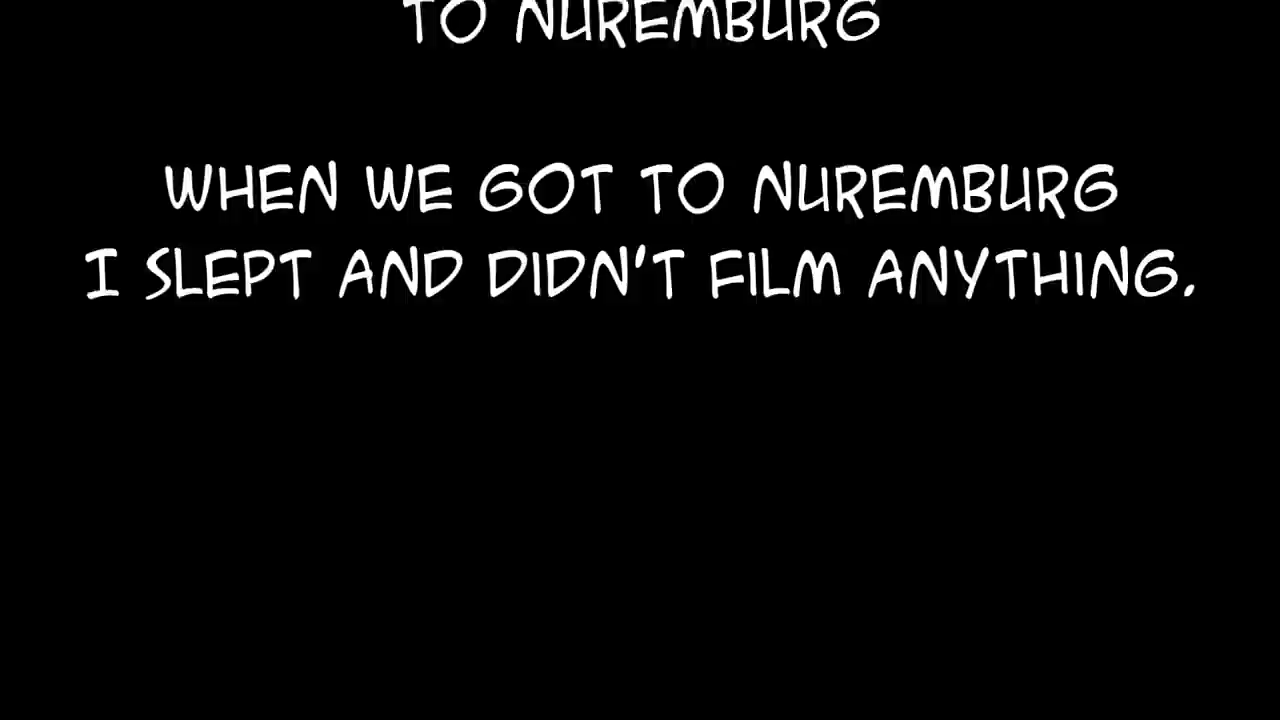 TO NUREMBURG
WHEN WE GOT TO NUREMBURG
I SLEPT AND DIDN'T FILM ANYTHING.